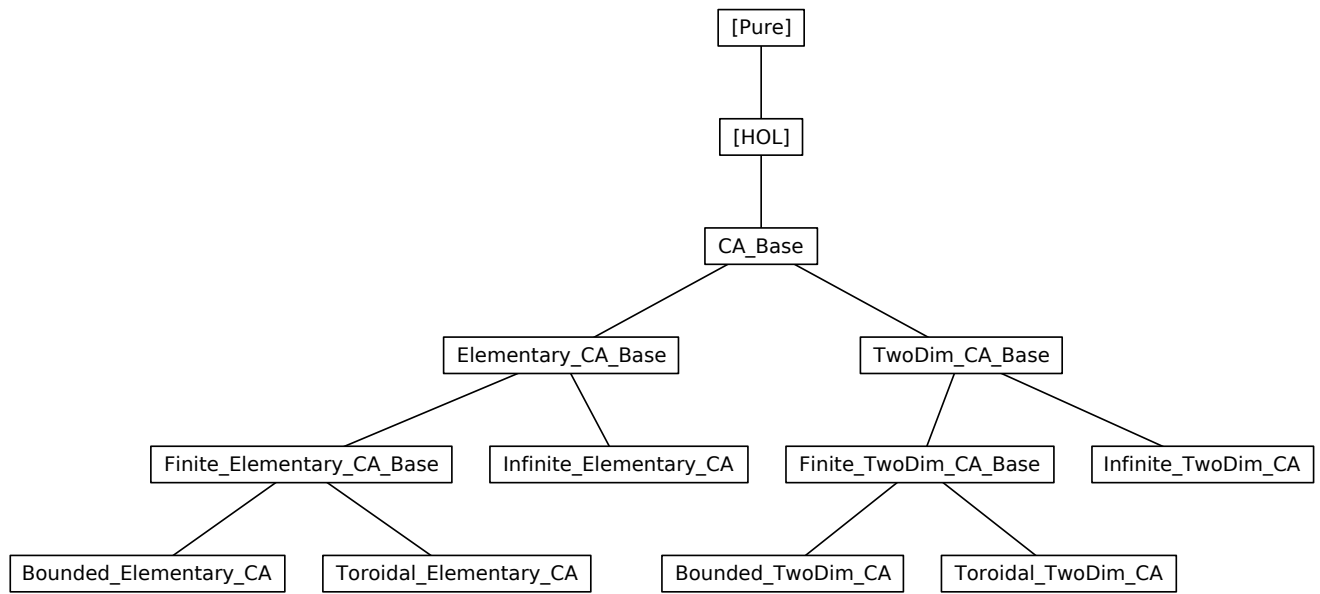 [Pure]
[HOL]
CA_Base
Elementary_CA_Base
TwoDim_CA_Base
Finite_Elementary_CA_Base
Infinite_Elementary_CA
Finite_TwoDim_CA_Base
Infinite_TwoDim_CA
Bounded_Elementary_CA
Toroidal_Elementary_CA
Bounded_TwoDim_CA
Toroidal_TwoDim_CA